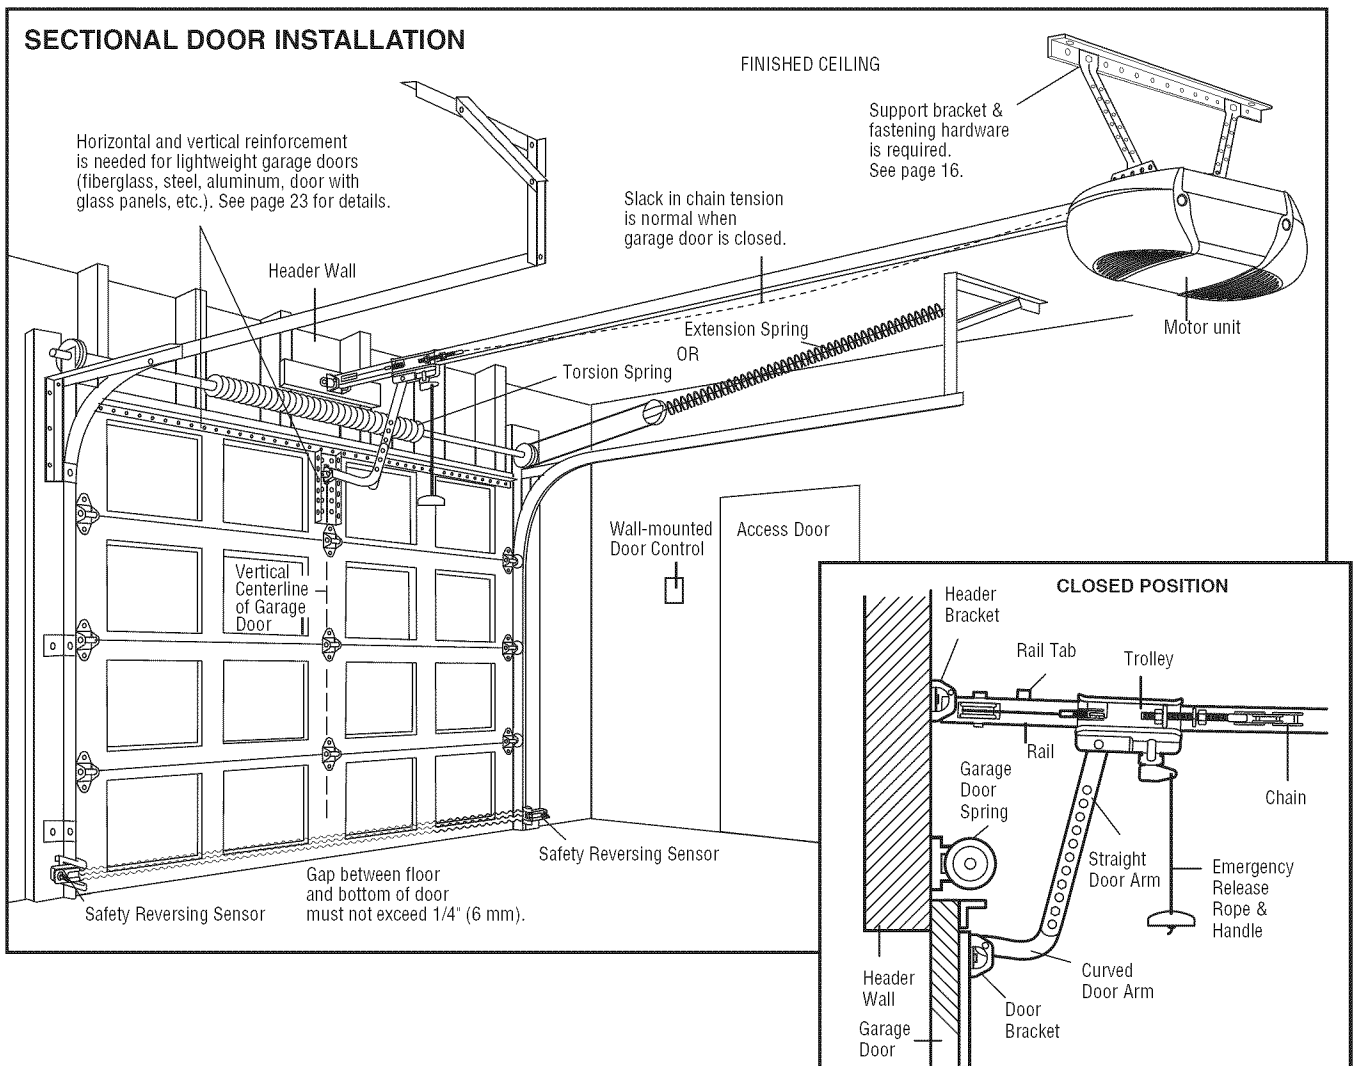 SECTIONAL DOOR INSTALLATION
FINISHED CEILING
Support bracket &
fastening hardware
is required.
See page 16.
Horizontal and vertical reinforcement
is needed for lightweight garage doors
(fiberglass, steel, aluminum, door with
glass panels, etc.). See page 23 for details.
Slack in chain tension
is normal when
garage door is closed.
Header Wall
Extension Spring
OR
Torsion Spring
Motor unit
Wall-mounted
Door Control
Access Door
Vertical
Centerline
of Garage
Door
Safety Reversing Sensor
Gap between floor
and bottom of door
must not exceed 1/4" (6 mm).
Safety Reversing Sensor
CLOSED POSITION
Header
Bracket
Rail Tab
Trolley
Rail
Garage
Door
Spring
Chain
Straight
Door Arm
Emergency
Release
Rope &
Handle
Curved
Door Arm
Header
Wall
Door
Bracket
Garage
Door